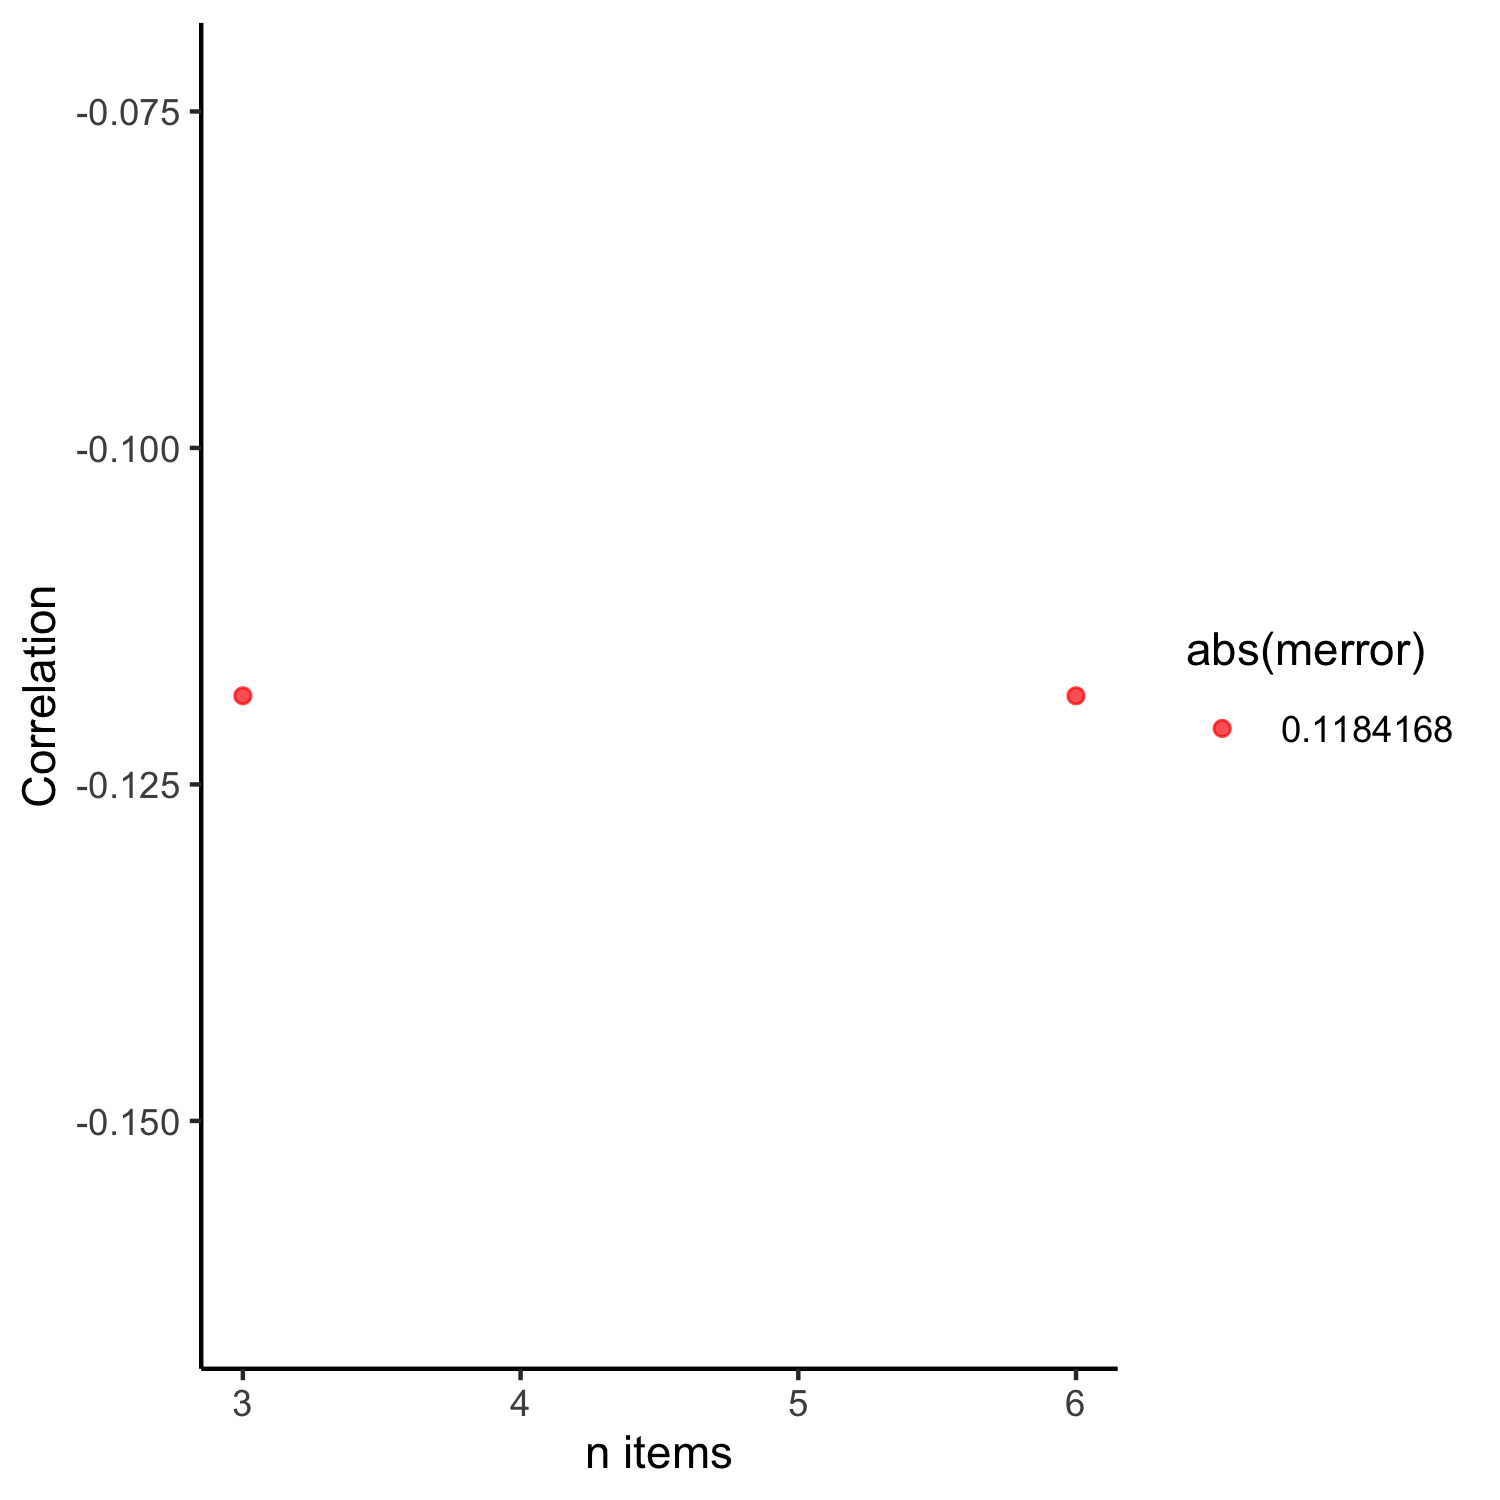 -0.075
-0.100
-0.125
-0.150
Correlation
3 4 5 6
n items
abs(merror)
0.1184168